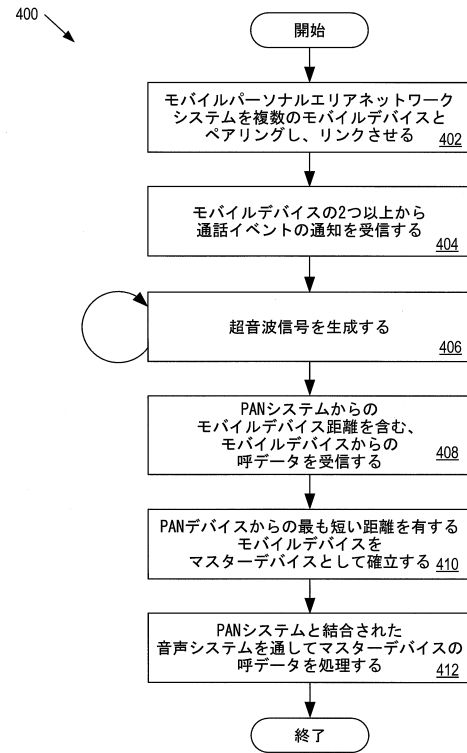 400
開始
モバイルパーソナルエリアネットワーク
システムを複数のモバイルデバイスと
ペアリングし、リンクさせる
402
モバイルデバイスの2つ以上から
通話イベントの通知を受信する
404
超音波信号を生成する
406
PANシステムからの
モバイルデバイス距離を含む、
モバイルデバイスからの
呼データを受信する
408
PANデバイスからの最も短い距離を有する
モバイルデバイスを
マスターデバイスとして確立する
410
PANシステムと結合された
音声システムを通してマスターデバイスの
呼データを処理する
412
終了